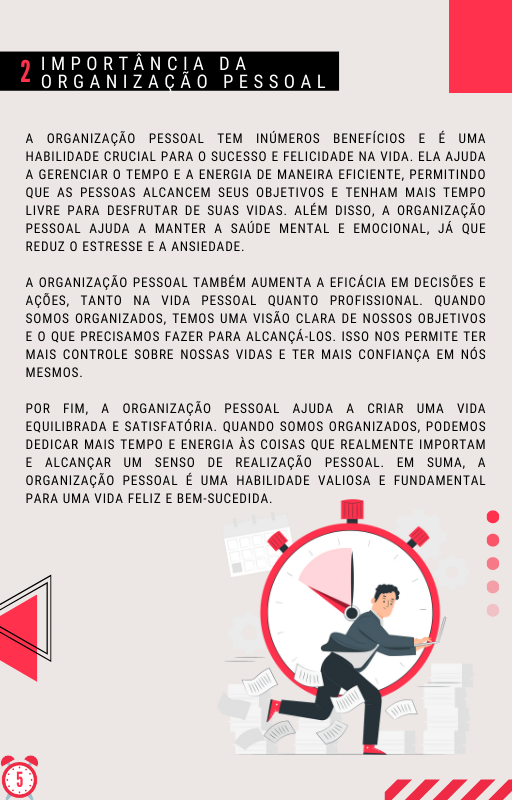 2 IMPORTÂNCIA DA
ORGANIZAÇÃO PESSOAL
A ORGANIZAÇÃO PESSOAL TEM INÚMEROS BENEFÍCIOS E É UMA
HABILIDADE CRUCIAL PARA O SUCESSO E FELICIDADE NA VIDA. ELA AJUDA
A GERENCIAR O TEMPO E A ENERGIA DE MANEIRA EFICIENTE, PERMITINDO
QUE AS PESSOAS ALCANCEM SEUS OBJETIVOS E TENHAM MAIS TEMPO
LIVRE PARA DESFRUTAR DE SUAS VIDAS. ALÉM DISSO, A ORGANIZAÇÃO
PESSOAL AJUDA A MANTER A SAÚDE MENTAL E EMOCIONAL, JÁ QUE
REDUZ O ESTRESSE E A ANSIEDADE.
A ORGANIZAÇÃO PESSOAL TAMBÉM AUMENTA A EFICÁCIA EM DECISÕES E
AÇÕES, TANTO NA VIDA PESSOAL QUANTO PROFISSIONAL. QUANDO
SOMOS ORGANIZADOS, TEMOS UMA VISÃO CLARA DE NOSSOS OBJETIVOS
E O QUE PRECISAMOS FAZER PARA ALCANÇÁ-LOS. ISSO NOS PERMITE TER
MAIS CONTROLE SOBRE NOSSAS VIDAS E TER MAIS CONFIANÇA EM NÓS
MESMOS.
POR FIM, A ORGANIZAÇÃO PESSOAL AJUDA A CRIAR UMA VIDA
EQUILIBRADA E SATISFATÓRIA. QUANDO SOMOS ORGANIZADOS, PODEMOS
DEDICAR MAIS TEMPO E ENERGIA ÀS COISAS QUE REALMENTE IMPORTAM
E ALCANÇAR UM SENSO DE REALIZAÇÃO PESSOAL. EM SUMA, A
ORGANIZAÇÃO PESSOAL É UMA HABILIDADE VALIOSA E FUNDAMENTAL
PARA UMA VIDA FELIZ E BEM-SUCEDIDA.
5